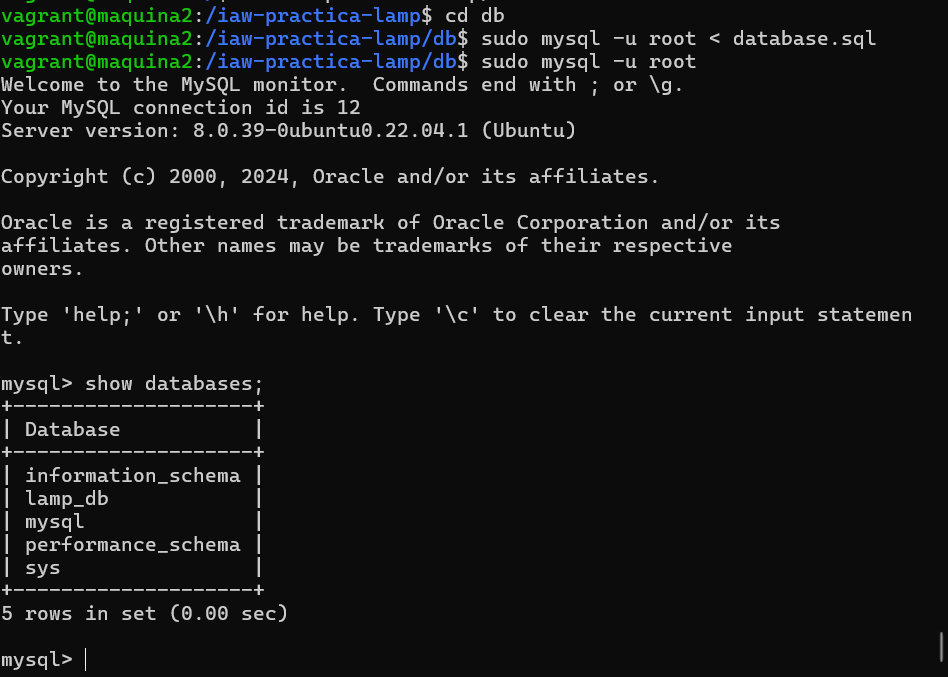 vagrant@maquina2:/iaw-practica-lamp$ cd db
vagrant@maquina2:/iaw-practica-lamp/db$ sudo mysql -u root < database.sql
vagrant@maquina2:/iaw-practica-lamp/db$ sudo mysql -u root
Welcome to the MySQL monitor.  Commands end with ; or \g.
Your MySQL connection id is 12
Server version: 8.0.39-0ubuntu0.22.04.1 (Ubuntu)

Copyright (c) 2000, 2024, Oracle and/or its affiliates.

Oracle is a registered trademark of Oracle Corporation and/or its
affiliates. Other names may be trademarks of their respective
owners.

Type 'help;' or '\h' for help. Type '\c' to clear the current input statemen
t.

mysql> show databases;
+--------------------+
| Database           |
+--------------------+
| information_schema |
| lamp_db            |
| mysql              |
| performance_schema |
| sys                |
+--------------------+
5 rows in set (0.00 sec)

mysql>